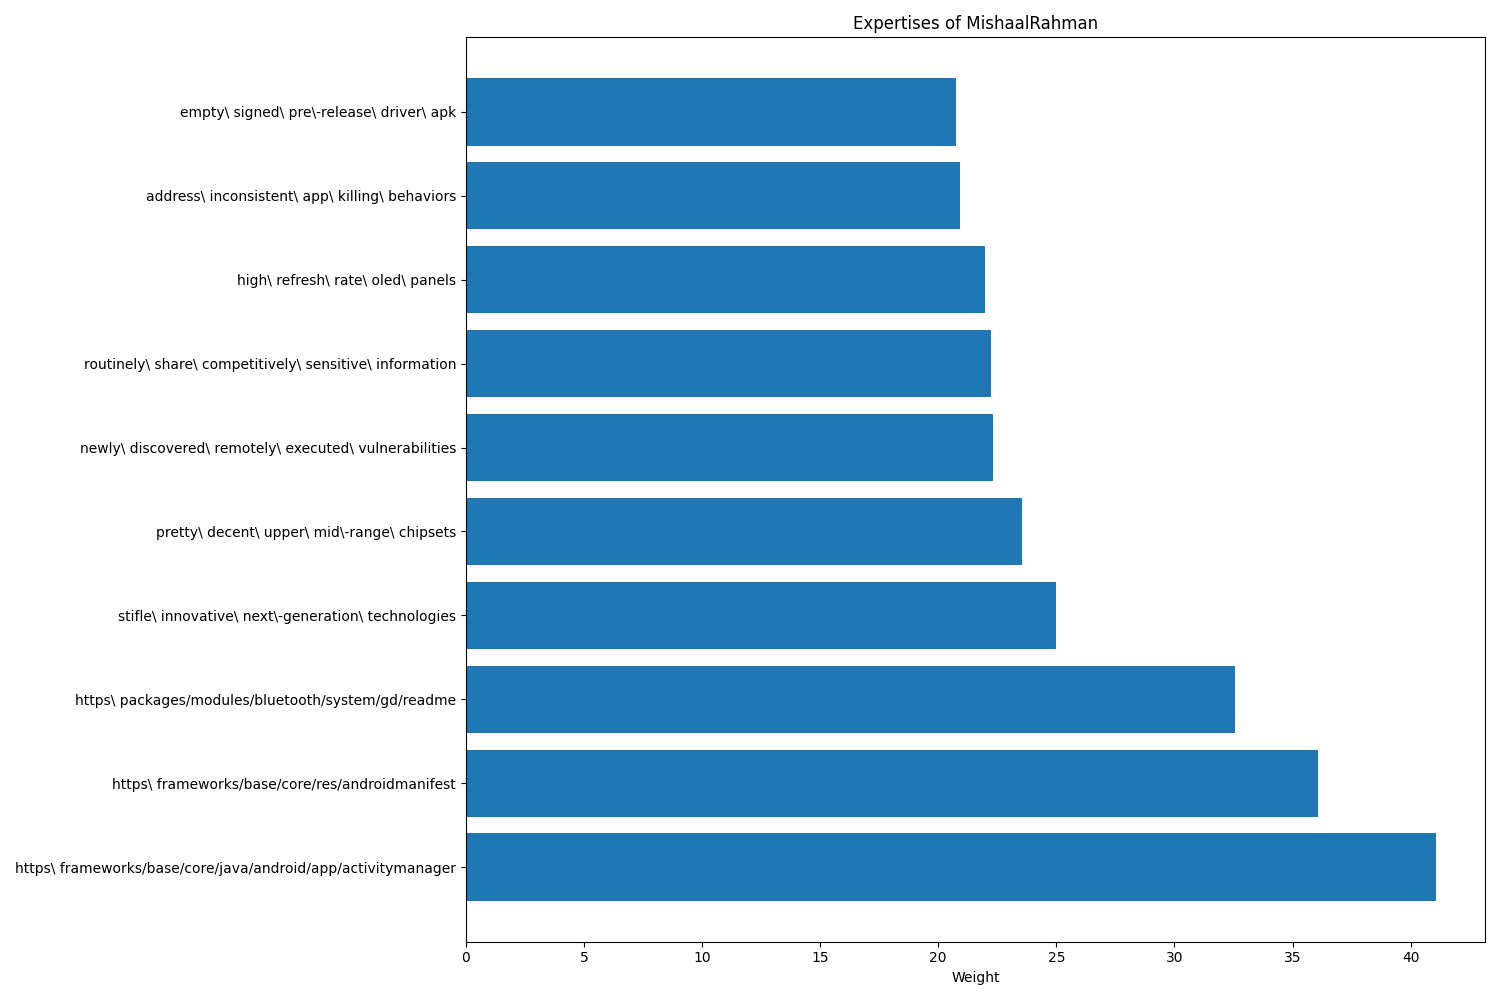 Expertises of MishaalRahman
empty\ signed\ pre\-release\ driver\ apk
address\ inconsistent\ app\ killing\ behaviors
high\ refresh\ rate\ oled\ panels
routinely\ share\ competitively\ sensitive\ information
newly\ discovered\ remotely\ executed\ vulnerabilities
pretty\ decent\ upper\ mid\-range\ chipsets
stifle\ innovative\ next\-generation\ technologies
https\ packages/modules/bluetooth/system/gd/readme
https\ frameworks/base/core/res/androidmanifest
https\ frameworks/base/core/java/android/app/activitymanager
0 5 10 15 20 25 30 35 40
Weight